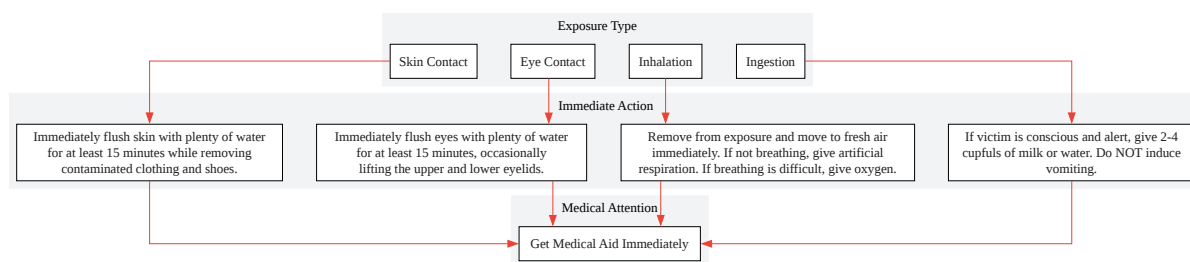 Exposure Type
Skin Contact
Eye Contact
Inhalation
Ingestion
Immediate Action
Immediately flush skin with plenty of water
for at least 15 minutes while removing
contaminated clothing and shoes.
Immediately flush eyes with plenty of water
for at least 15 minutes, occasionally
lifting the upper and lower eyelids.
Remove from exposure and move to fresh air
immediately. If not breathing, give artificial
respiration. If breathing is difficult, give oxygen.
If victim is conscious and alert, give 2-4
cupfuls of milk or water. Do NOT induce
vomiting.
Medical Attention
Get Medical Aid Immediately